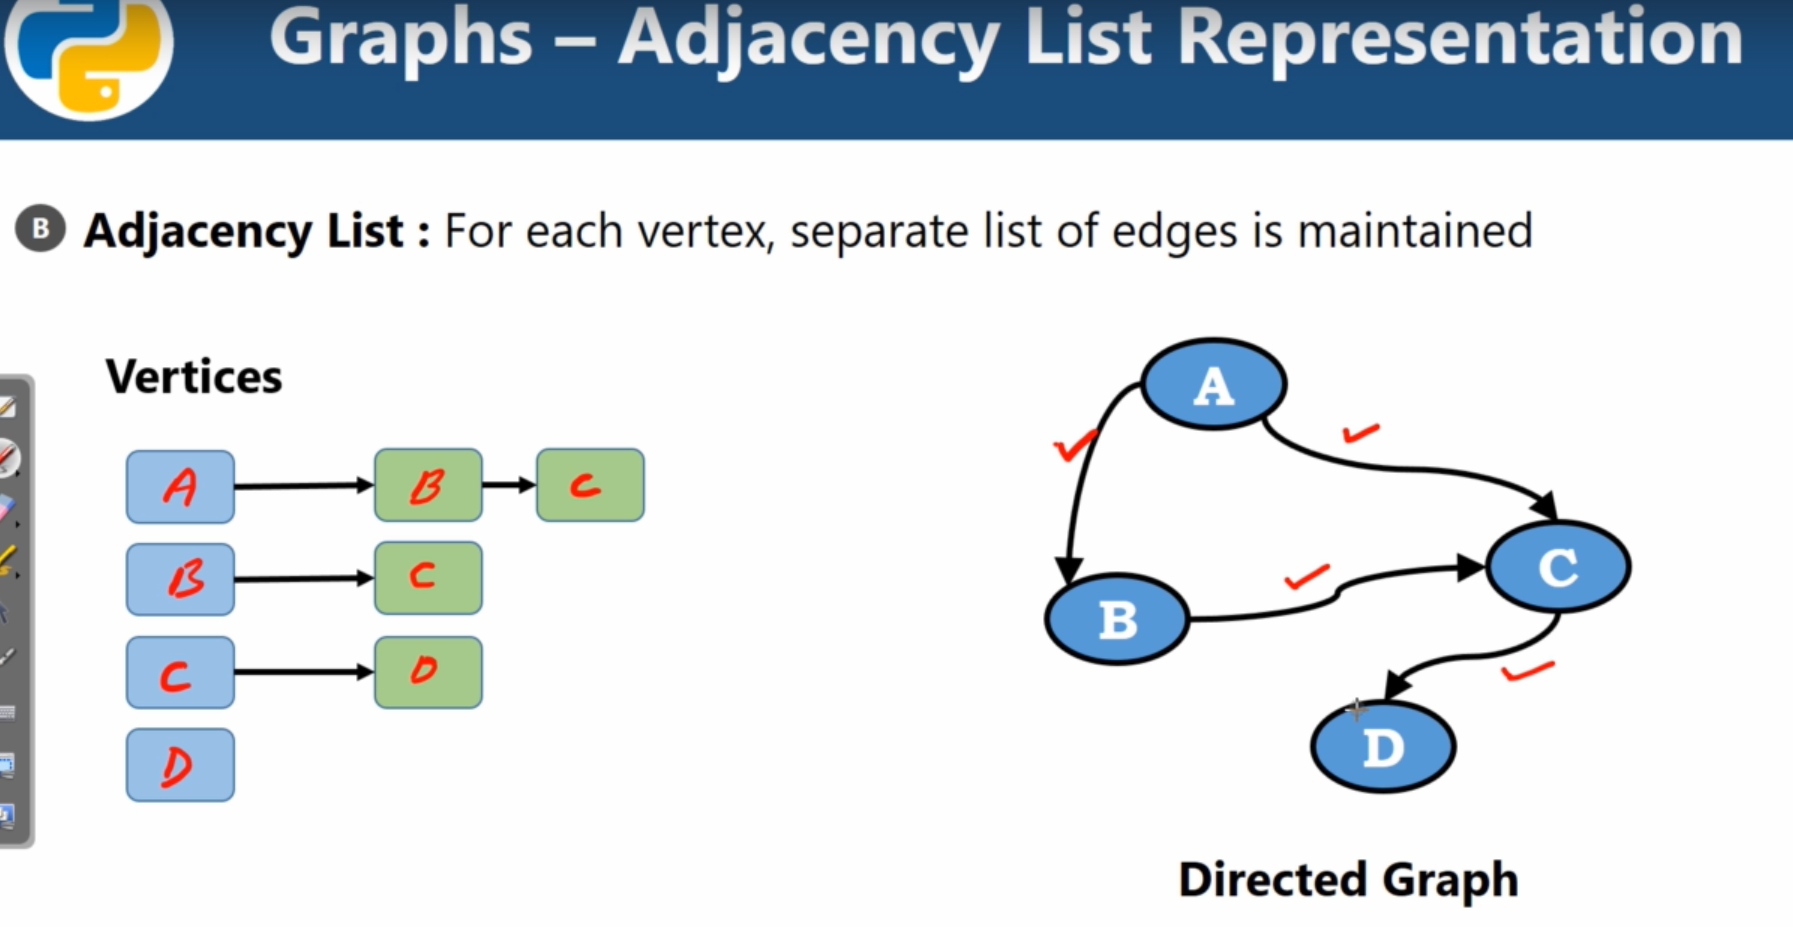 Graphs – Adjacency List Representation
B Adjacency List : For each vertex, separate list of edges is maintained
Vertices
A B C
B C
C D
D
A
C
B
D
Directed Graph